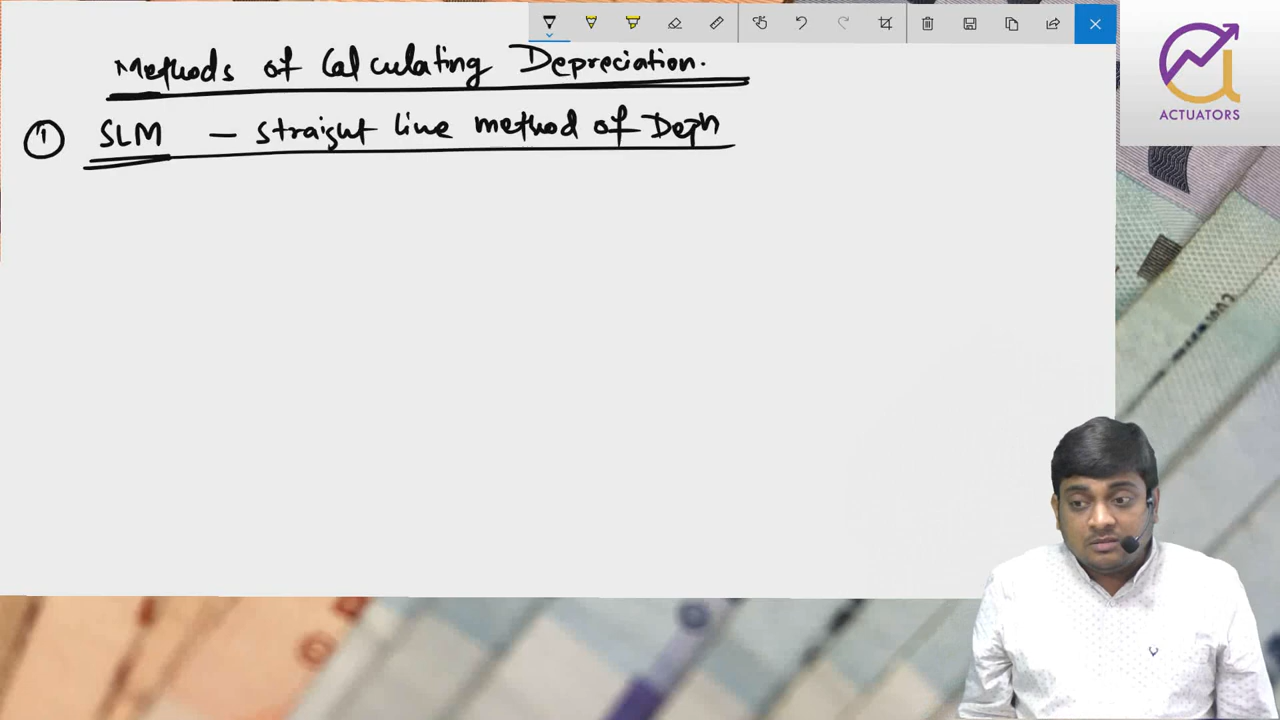 Methods of Calculating Depreciation.
① SLM — Straight line method of Depn
ACTUATORS